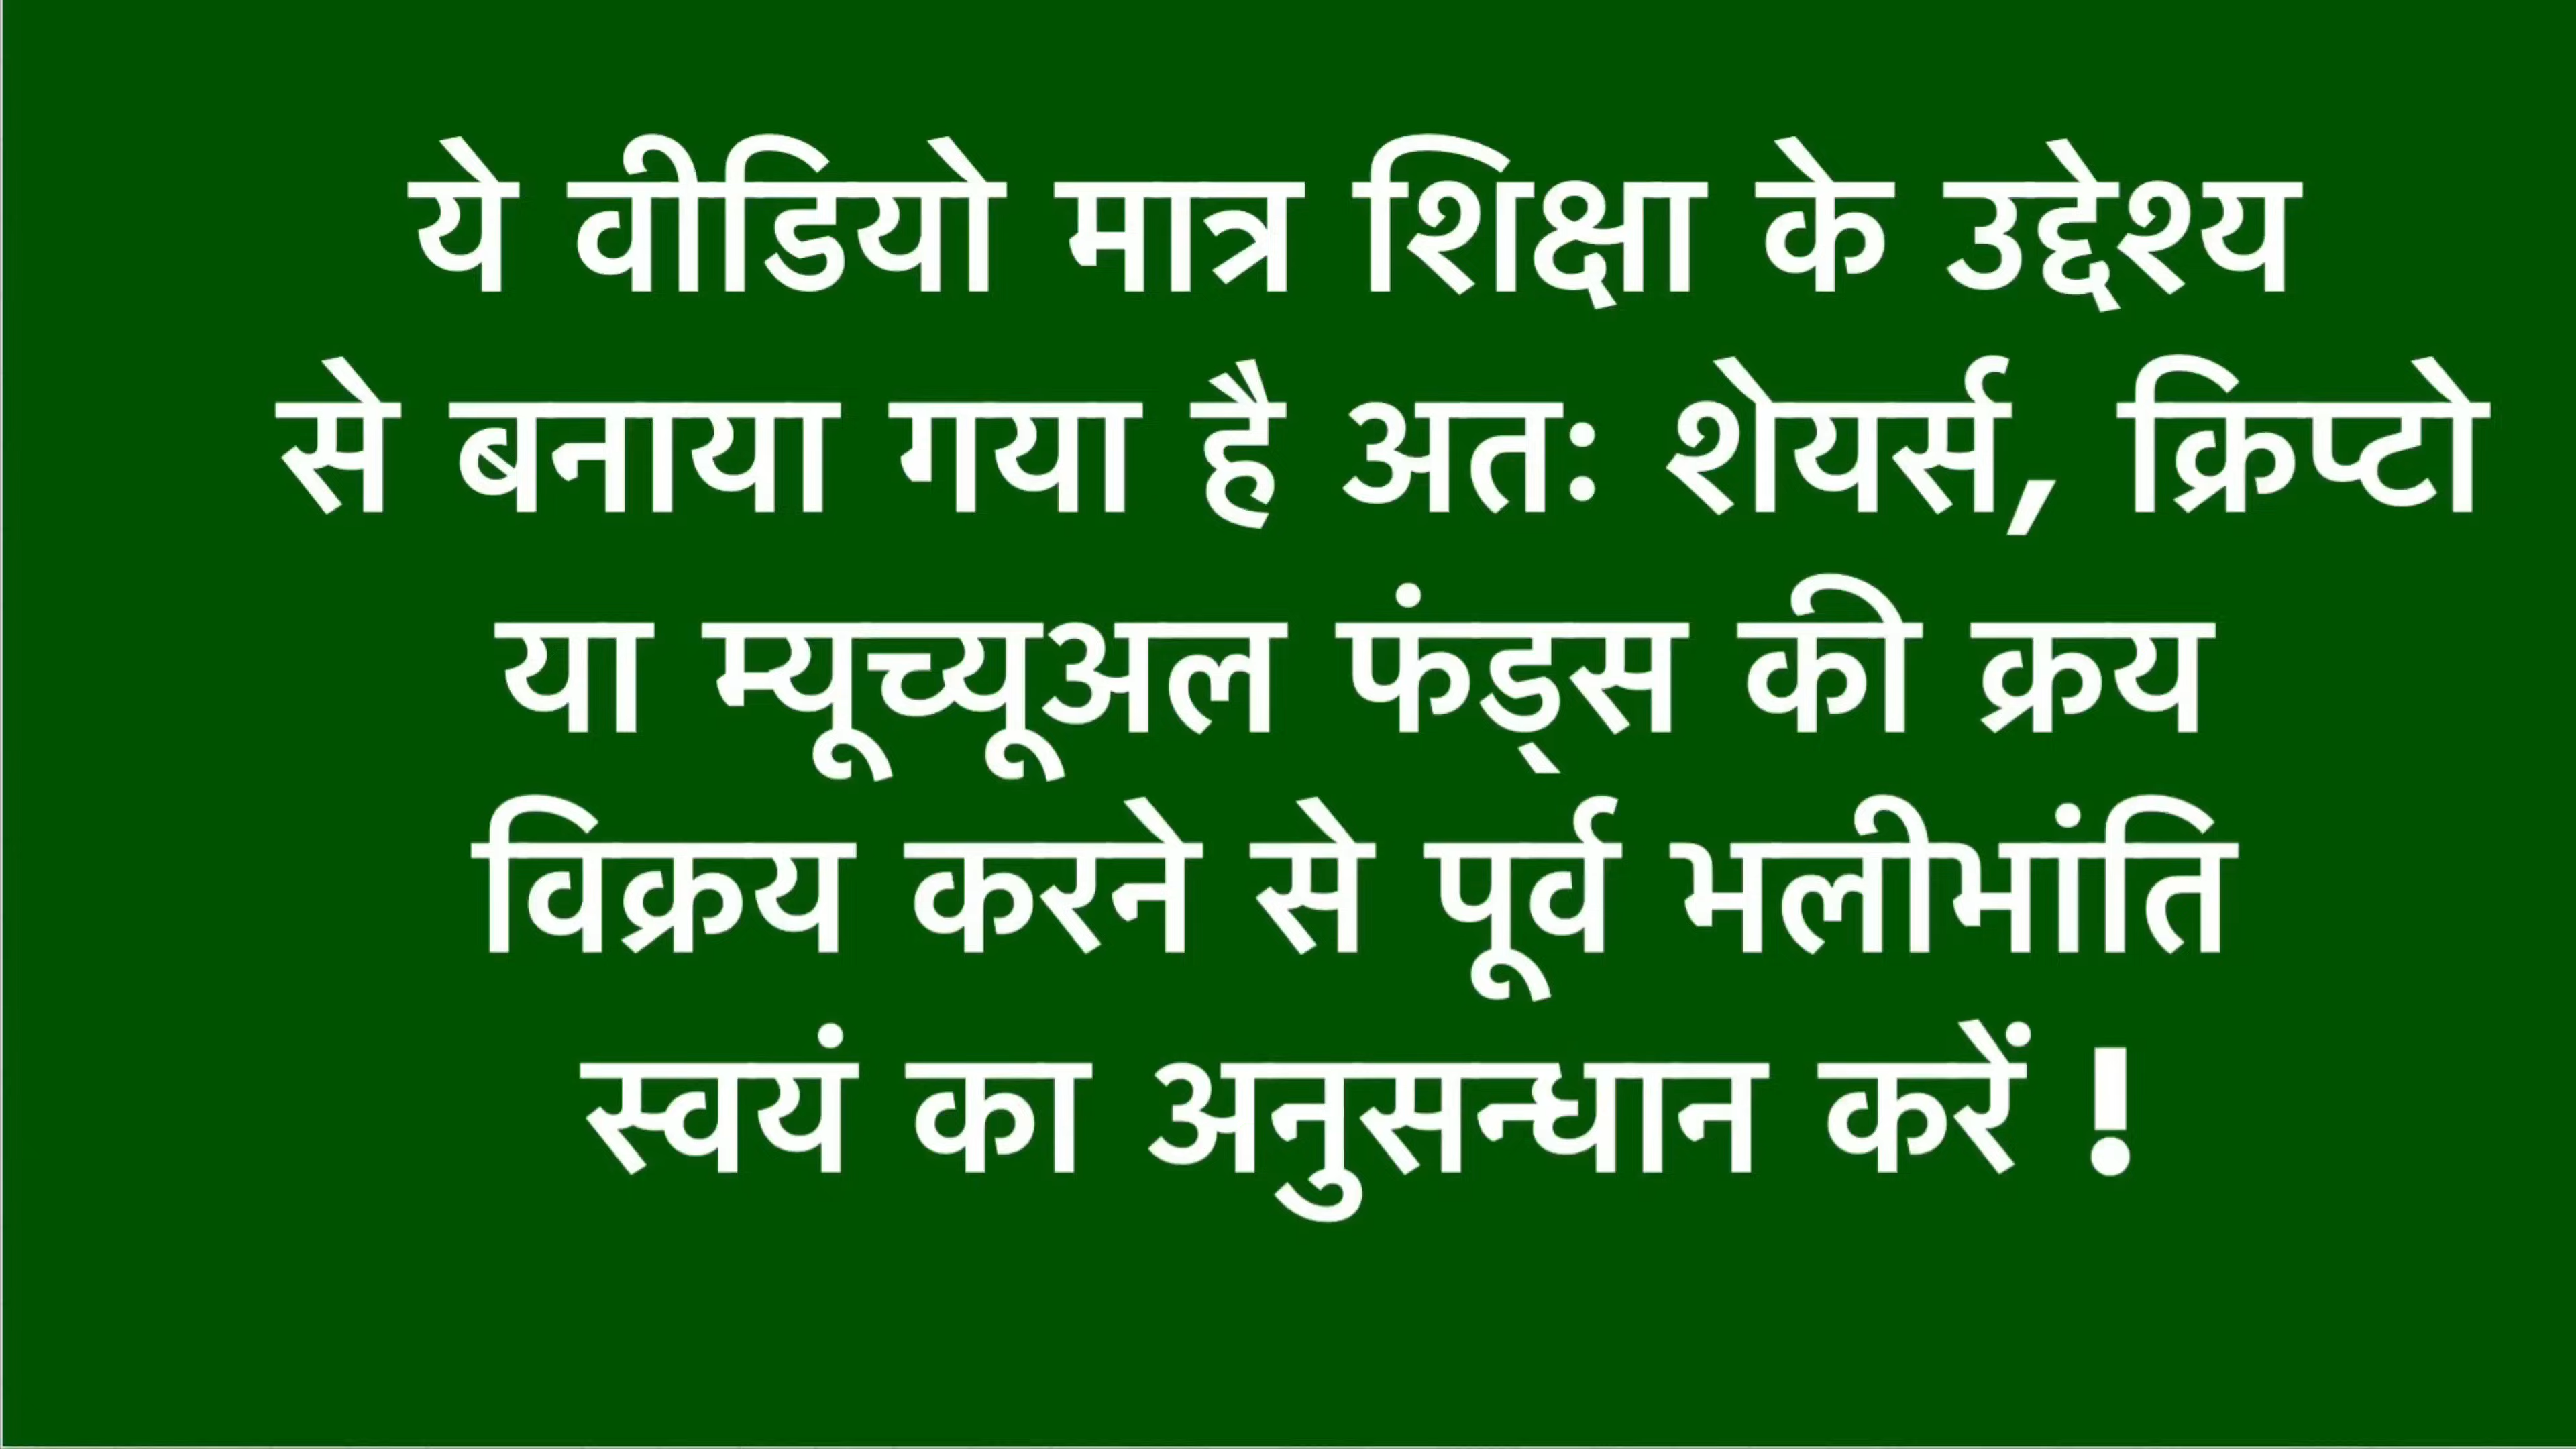 ये वीडियो मात्र शिक्षा के उद्देश्य
से बनाया गया है अतः शेयर्स, क्रिप्टो
या म्यूच्यूअल फंड्स की क्रय
विक्रय करने से पूर्व भलीभांति
स्वयं का अनुसन्धान करें !